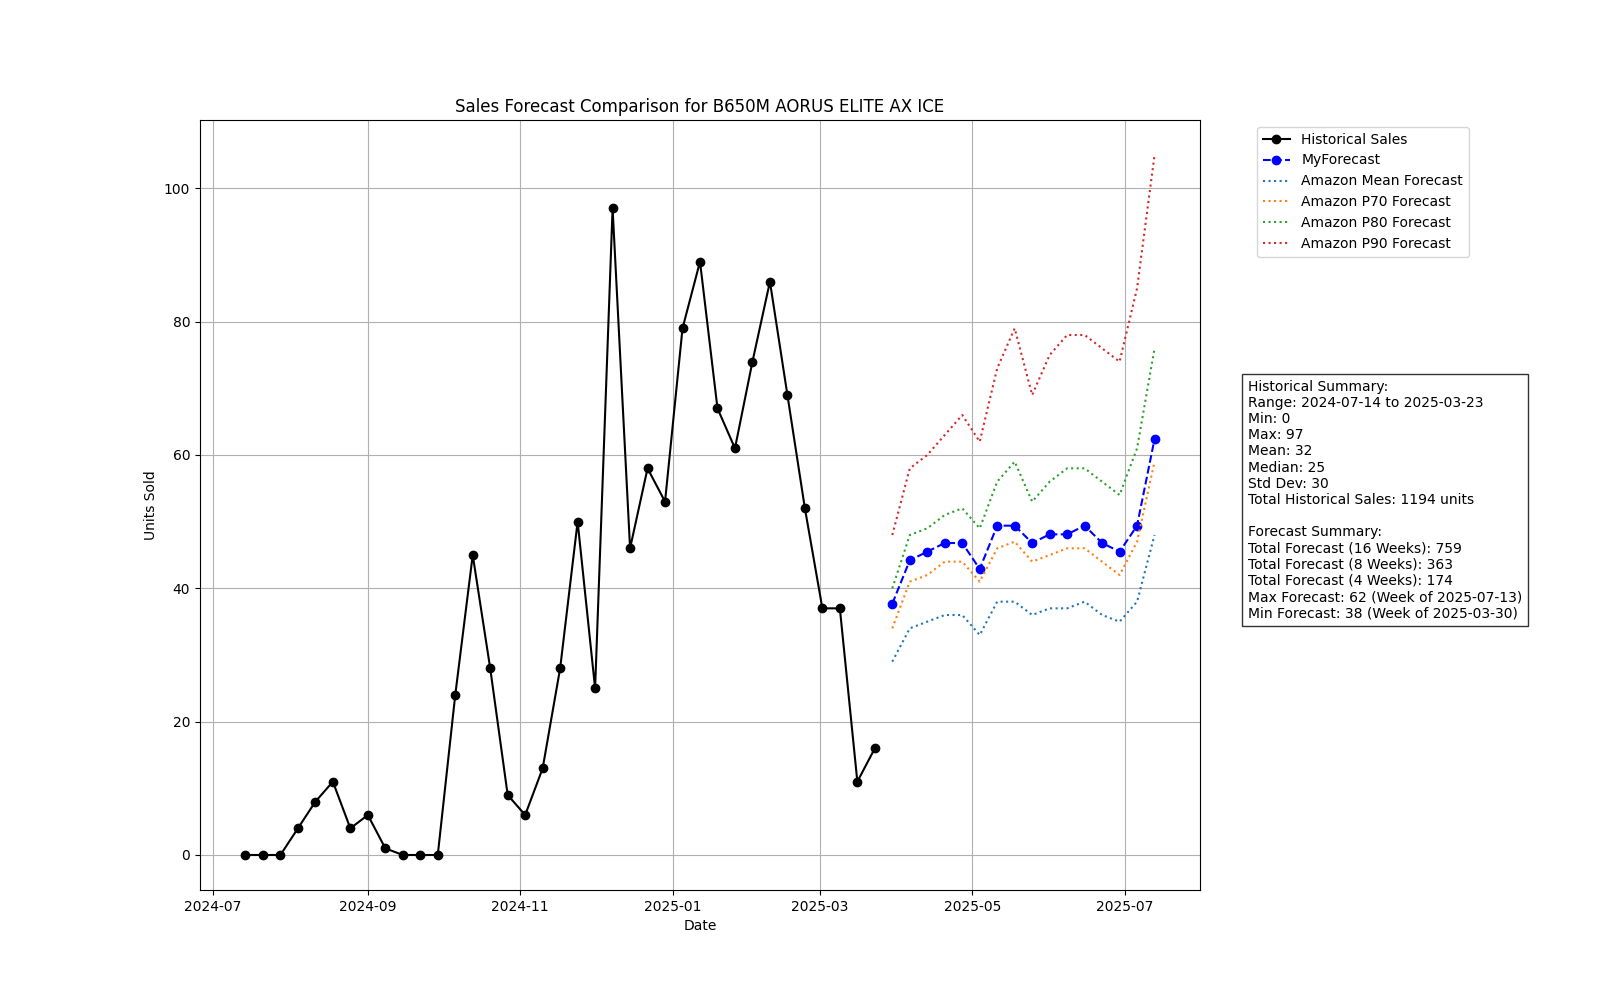 Sales Forecast Comparison for B650M AORUS ELITE AX ICE
Units Sold
100
80
60
40
20
0
2024-07
2024-09
2024-11
2025-01
2025-03
2025-05
2025-07
Date
Historical Sales
MyForecast
Amazon Mean Forecast
Amazon P70 Forecast
Amazon P80 Forecast
Amazon P90 Forecast
Historical Summary:
Range: 2024-07-14 to 2025-03-23
Min: 0
Max: 97
Mean: 32
Median: 25
Std Dev: 30
Total Historical Sales: 1194 units
Forecast Summary:
Total Forecast (16 Weeks): 759
Total Forecast (8 Weeks): 363
Total Forecast (4 Weeks): 174
Max Forecast: 62 (Week of 2025-07-13)
Min Forecast: 38 (Week of 2025-03-30)